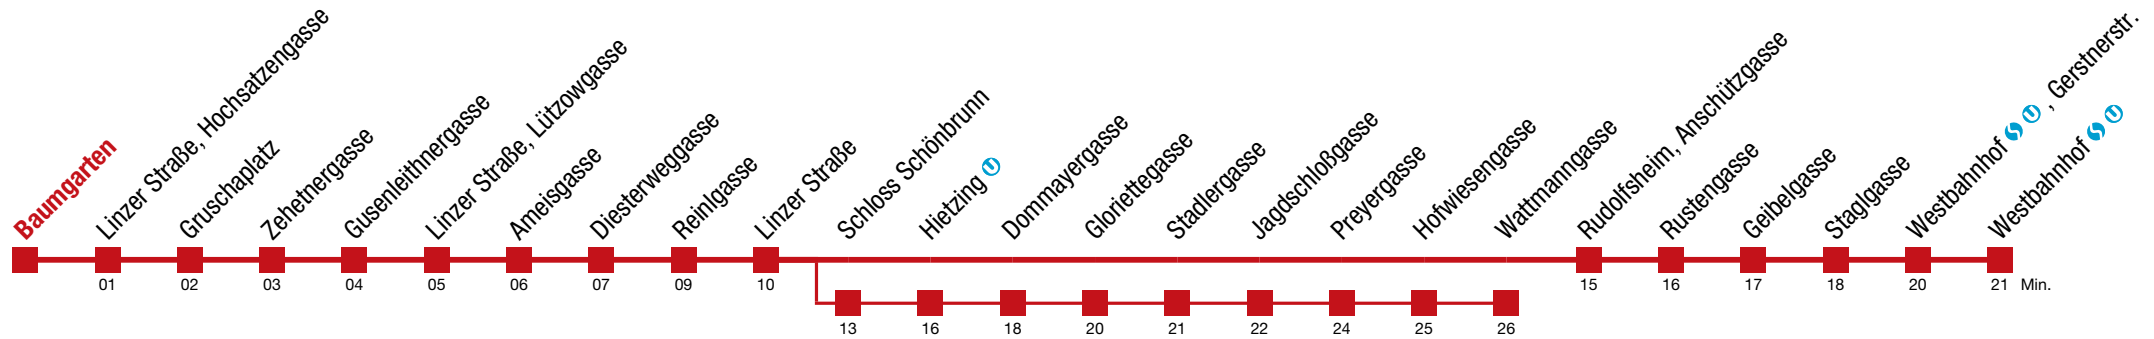 Baumgarten
Linzer Straße, Hochsatzengasse
Gruschaplatz
Zehetnergasse
Gusenleithnergasse
Linzer Straße, Lützowgasse
Ameisgasse
Diesterweggasse
Reinlgasse
Linzer Straße
Schloss Schönbrunn
Hietzing U
Dommayergasse
Gloriettegasse
Stadlergasse
Jagdschloßgasse
Preyergasse
Hofwiesengasse
Wattmanngasse
Rudolfsheim, Anschützgasse
Rustengasse
Geibelgasse
Staglgasse
Westbahnhof S U , Gerstnerstr.
Westbahnhof S U
01 02 03 04 05 06 07 09 10 15 16 17 18 20 21 Min.
13 16 18 20 21 22 24 25 26